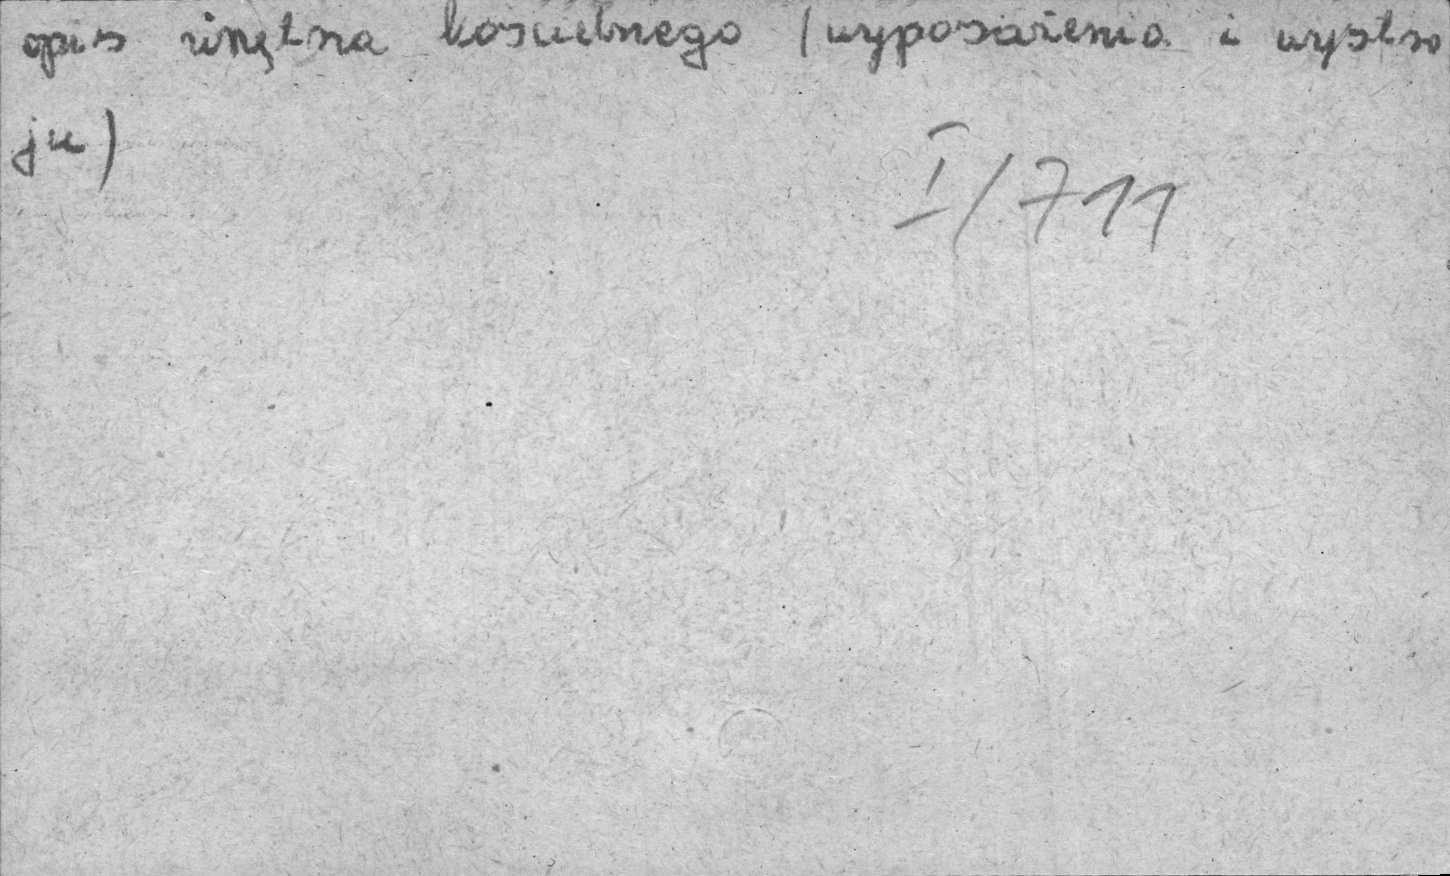 opis wnętrza kościelnego (wyposażenia i wystro
ju)
I/711